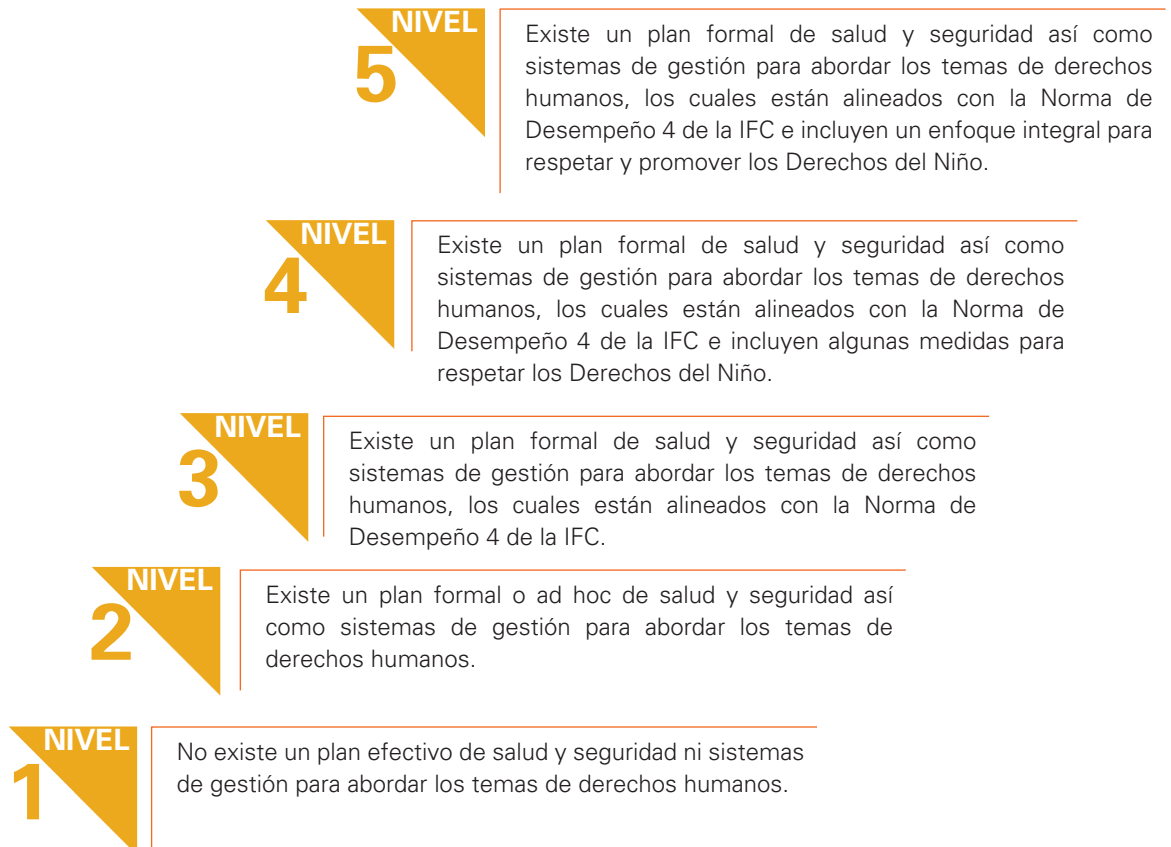 NIVEL
5
Existe un plan formal de salud y seguridad así como
sistemas de gestión para abordar los temas de derechos
humanos, los cuales están alineados con la Norma de
Desempeño 4 de la IFC e incluyen un enfoque integral para
respetar y promover los Derechos del Niño.
NIVEL
4
Existe un plan formal de salud y seguridad así como
sistemas de gestión para abordar los temas de derechos
humanos, los cuales están alineados con la Norma de
Desempeño 4 de la IFC e incluyen algunas medidas para
respetar los Derechos del Niño.
NIVEL
3
Existe un plan formal de salud y seguridad así como
sistemas de gestión para abordar los temas de derechos
humanos, los cuales están alineados con la Norma de
Desempeño 4 de la IFC.
NIVEL
2
Existe un plan formal o ad hoc de salud y seguridad así
como sistemas de gestión para abordar los temas de
derechos humanos.
NIVEL
1
No existe un plan efectivo de salud y seguridad ni sistemas
de gestión para abordar los temas de derechos humanos.